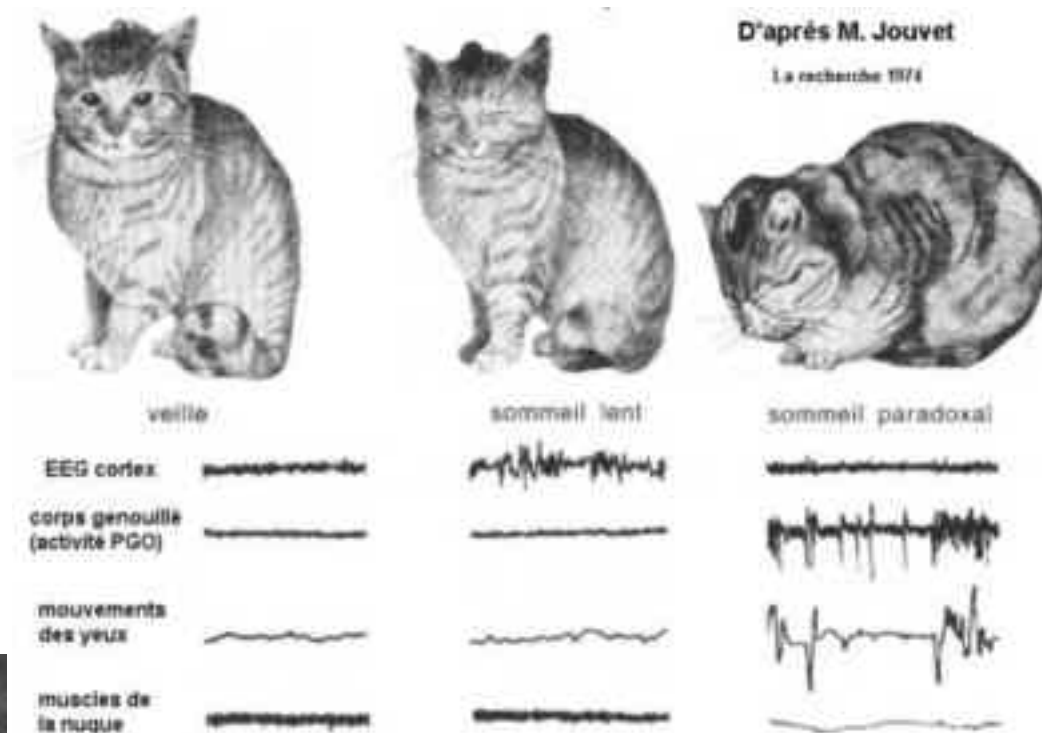 D'aprés M. Jouvet
La recherche 1974
veille
sommeil lent
sommeil paradoxal
EEG cortex
corps genouillé
(activité PGO)
mouvements
des yeux
muscles de
la nuque